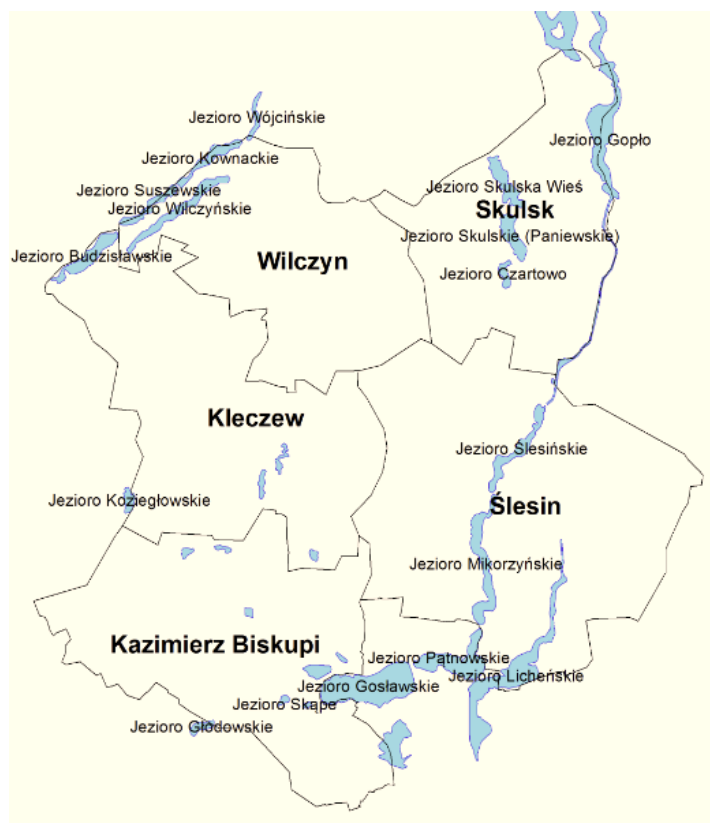 Jezioro Wójcińskie
Jezioro Gopło
Jezioro Kownackie
Jezioro Skulska Wieś
Jezioro Suszewskie
Jezioro Wilczyńskie
Skulsk
Jezioro Skulskie (Paniewskie)
Jezioro Budzisławskie
Wilczyn
Jezioro Czartowo
Kleczew
Jezioro Ślesińskie
Jezioro Koziegłowskie
Ślesin
Jezioro Mikorzyńskie
Kazimierz Biskupi
Jezioro Pątnowskie
Jezioro Licheńskie
Jezioro Gosławskie
Jezioro Skąpe
Jezioro Głodowskie